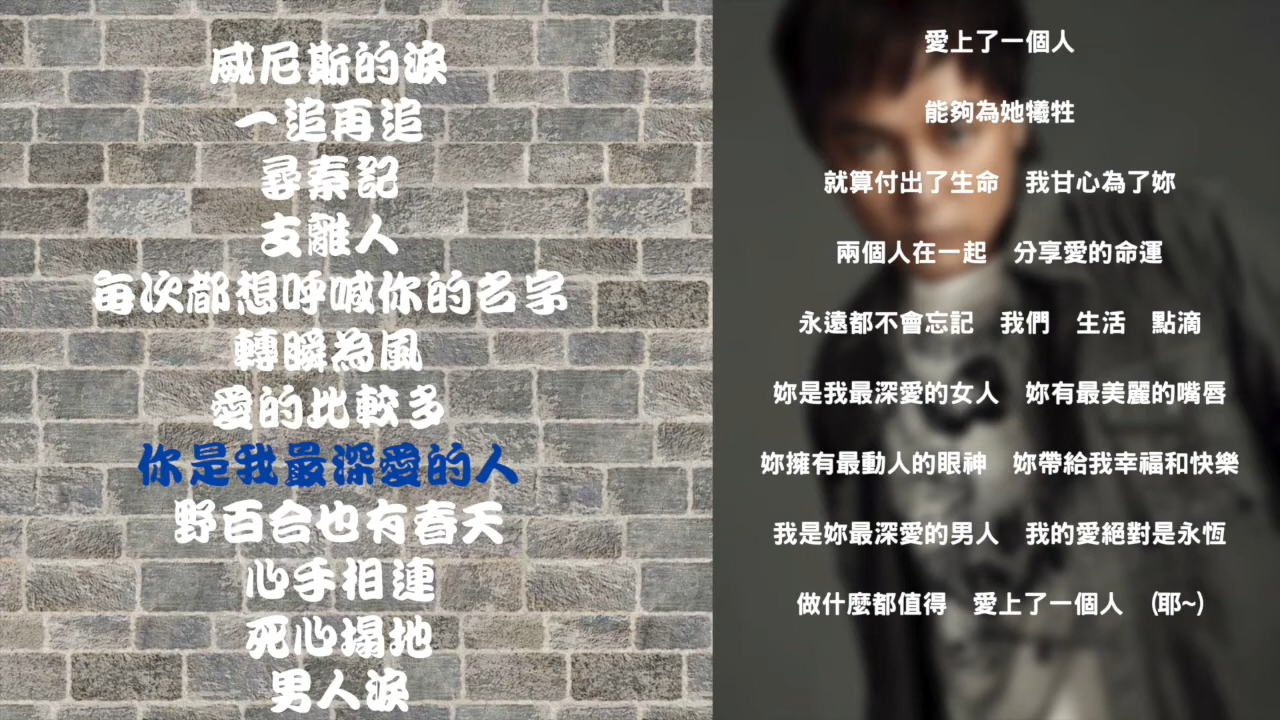 威尼斯的淚
一追再追
尋秦記
支離人
每次都想呼喊你的名字
轉瞬為風
愛的比較多
你是我最深愛的人
野百合也有春天
心手相連
死心塌地
男人淚
愛上了一個人
能夠為她犧牲
就算付出了生命　我甘心為了妳
兩個人在一起　分享愛的命運
永遠都不會忘記　我們　生活　點滴
妳是我最深愛的女人　妳有最美麗的嘴唇
妳擁有最動人的眼神　妳帶給我幸福和快樂
我是妳最深愛的男人　我的愛絕對是永恆
做什麼都值得　愛上了一個人　(耶~)